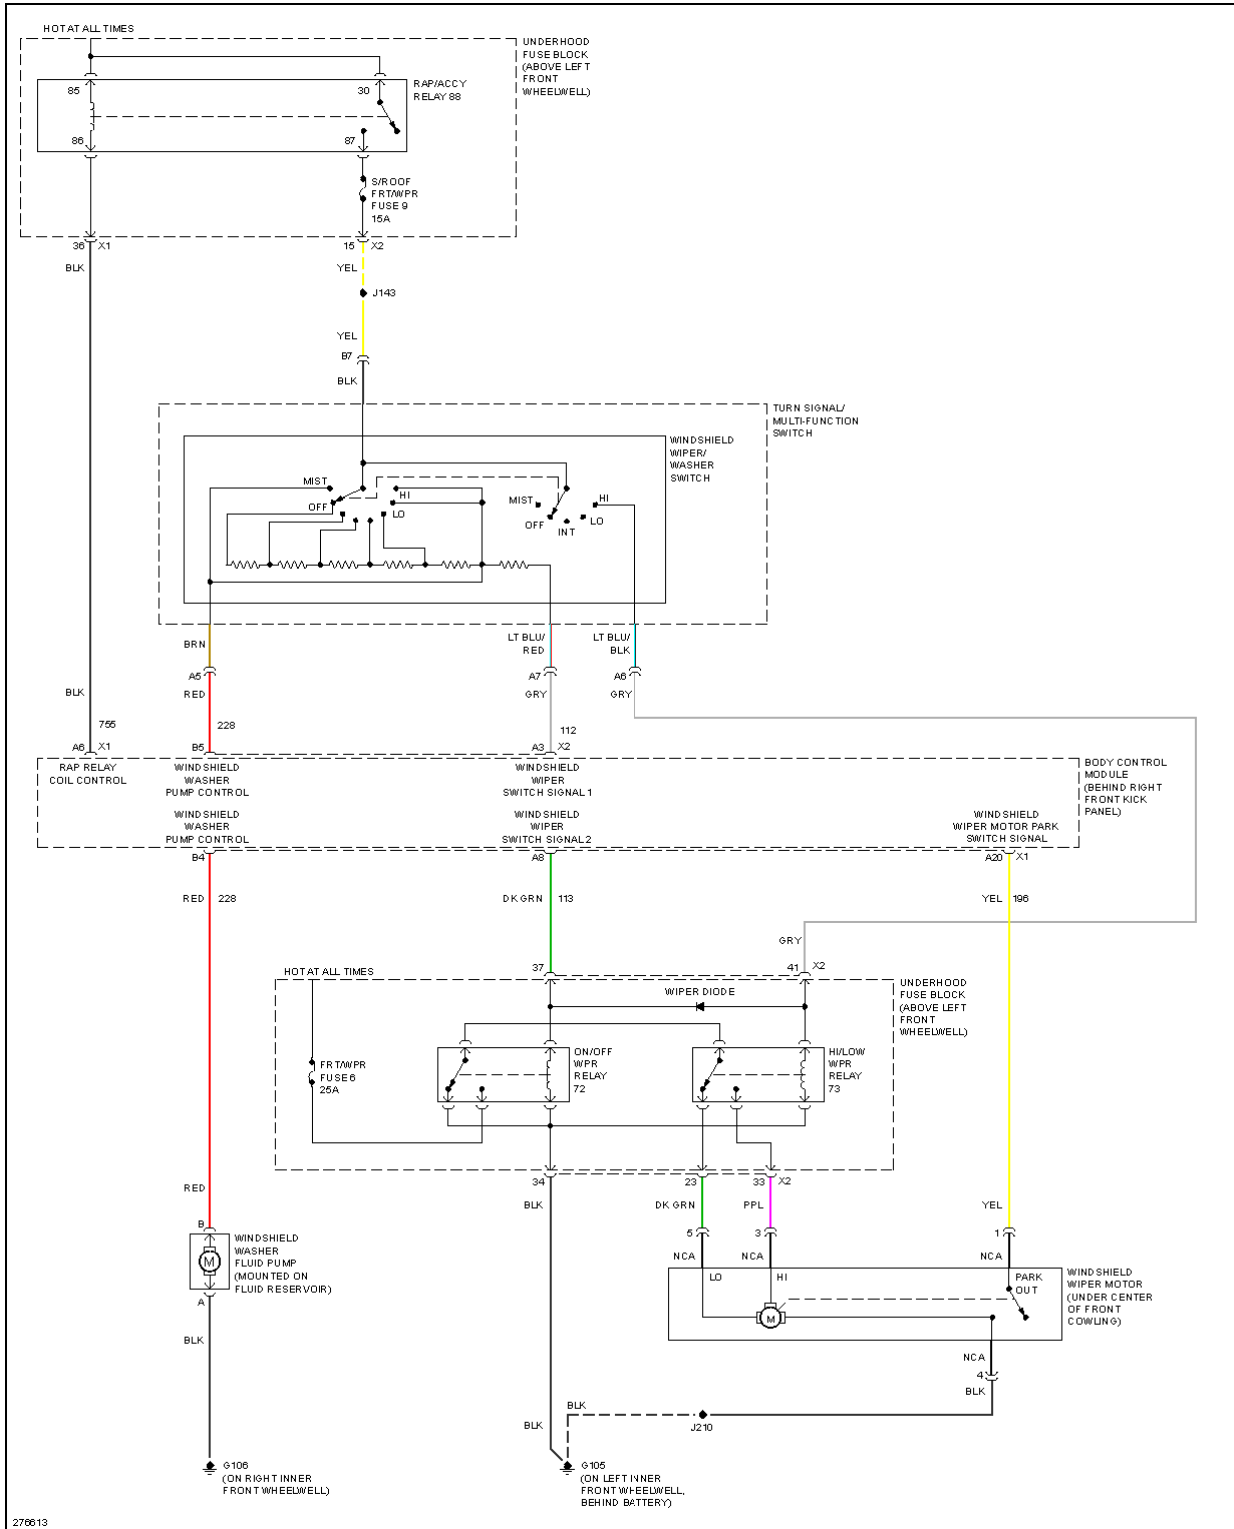 HOT AT ALL TIMES
UNDERHOOD
FUSE BLOCK
(ABOVE LEFT
FRONT
WHEELWELL)
RAP/ACCY
RELAY 88
85
30
86
87
S/ROOF
FRT/WPR
FUSE 9
15A
36 X1
15 X2
BLK
YEL
J143
YEL
B7
BLK
TURN SIGNAL/
MULTI-FUNCTION
SWITCH
WINDSHIELD
WIPER/
WASHER
SWITCH
MIST
OFF
HI
LO
MIST
OFF
INT
LO
HI
BRN
LT BLU/
RED
LT BLU/
BLK
A5
A7
A6
BLK
RED
GRY
GRY
755
228
112
A6 X1
B5
A3 X2
RAP RELAY
COIL CONTROL
WINDSHIELD
WASHER
PUMP CONTROL
WINDSHIELD
WIPER
SWITCH SIGNAL 1
BODY CONTROL
MODULE
(BEHIND RIGHT
FRONT KICK
PANEL)
WINDSHIELD
WASHER
PUMP CONTROL
WINDSHIELD
WIPER
SWITCH SIGNAL 2
WINDSHIELD
WIPER MOTOR PARK
SWITCH SIGNAL
B4
A8
A20 X1
RED 228
DK GRN 113
YEL 196
GRY
37
41 X2
HOT AT ALL TIMES
UNDERHOOD
FUSE BLOCK
(ABOVE LEFT
FRONT
WHEELWELL)
WIPER DIODE
FRT/WPR
FUSE 6
25A
ON/OFF
WPR
RELAY
72
HI/LOW
WPR
RELAY
73
34
23
33 X2
RED
BLK
DK GRN
PPL
YEL
B
5
3
1
WINDSHIELD
WASHER
FLUID PUMP
(MOUNTED ON
FLUID RESERVOIR)
M
A
NCA
NCA
NCA
LO
HI
PARK
OUT
M
WINDSHIELD
WIPER MOTOR
(UNDER CENTER
OF FRONT
COWLING)
BLK
NCA
4
BLK
BLK
J210
BLK
G106
(ON RIGHT INNER
FRONT WHEELWELL)
G105
(ON LEFT INNER
FRONT WHEELWELL,
BEHIND BATTERY)
276613